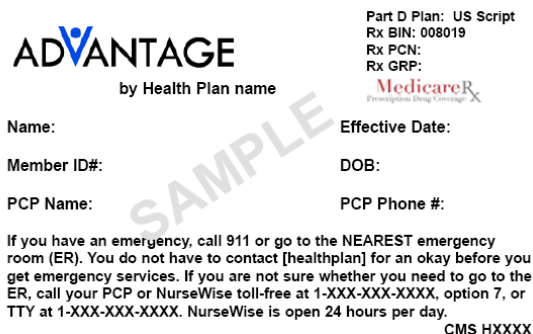 ADVANTAGE
by Health Plan name
Part D Plan: US Script
Rx BIN: 008019
Rx PCN:
Rx GRP:
MedicareRx
Prescription Drug Coverage
SAMPLE
Name:
Effective Date:
Member ID#:
DOB:
PCP Name:
PCP Phone #:
If you have an emergency, call 911 or go to the NEAREST emergency
room (ER). You do not have to contact [healthplan] for an okay before you
get emergency services. If you are not sure whether you need to go to the
ER, call your PCP or NurseWise toll-free at 1-XXX-XXX-XXXX, option 7, or
TTY at 1-XXX-XXX-XXXX. NurseWise is open 24 hours per day.
CMS HXXXX